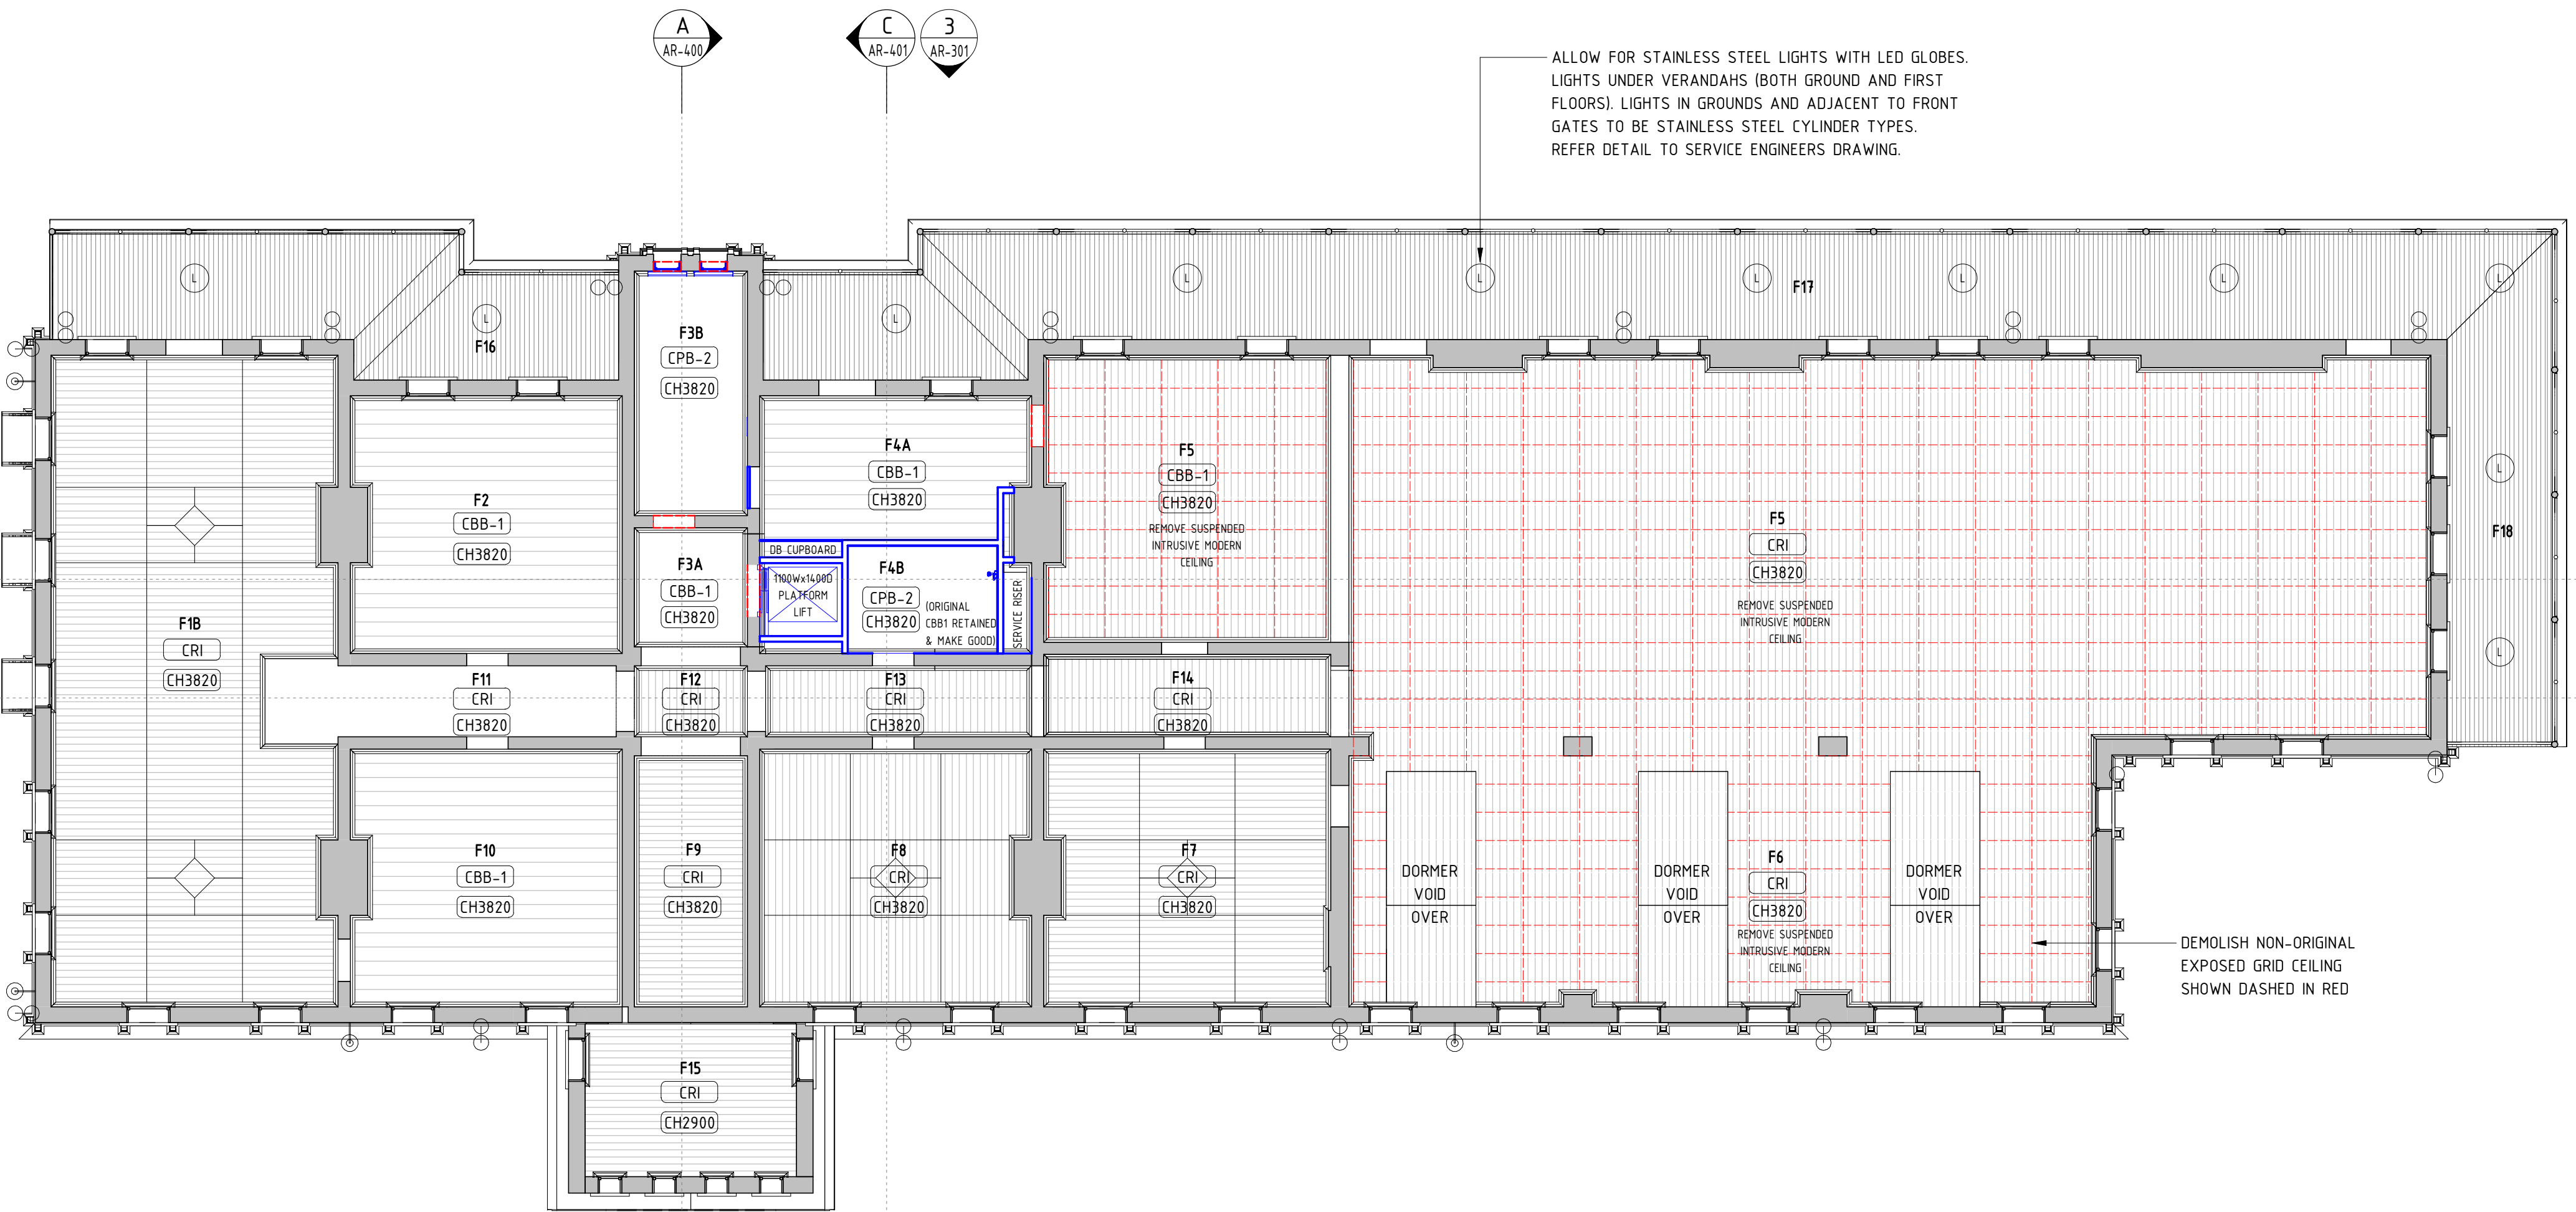 A
AR-400
C
AR-401
3
AR-301
ALLOW FOR STAINLESS STEEL LIGHTS WITH LED GLOBES.
LIGHTS UNDER VERANDAHS (BOTH GROUND AND FIRST
FLOORS). LIGHTS IN GROUNDS AND ADJACENT TO FRONT
GATES TO BE STAINLESS STEEL CYLINDER TYPES.
REFER DETAIL TO SERVICE ENGINEERS DRAWING.
L
L
L
L
L
L
L
L
L
L
L
F16
F17
F18
F3B
CPB-2
CH3820
F2
CBB-1
CH3820
F4A
CBB-1
CH3820
F5
CBB-1
CH3820
REMOVE SUSPENDED
INTRUSIVE MODERN
CEILING
F5
CRI
CH3820
REMOVE SUSPENDED
INTRUSIVE MODERN
CEILING
F3A
CBB-1
CH3820
DB CUPBOARD
1100Wx1400D
PLATFORM
LIFT
F4B
CPB-2
CH3820
(ORIGINAL
CBB1 RETAINED
& MAKE GOOD)
SERVICE RISER
F1B
CRI
CH3820
F11
CRI
CH3820
F12
CRI
CH3820
F13
CRI
CH3820
F14
CRI
CH3820
F10
CBB-1
CH3820
F9
CRI
CH3820
F8
CRI
CH3820
F7
CRI
CH3820
DORMER
VOID
OVER
DORMER
VOID
OVER
F6
CRI
CH3820
REMOVE SUSPENDED
INTRUSIVE MODERN
CEILING
DORMER
VOID
OVER
DEMOLISH NON-ORIGINAL
EXPOSED GRID CEILING
SHOWN DASHED IN RED
F15
CRI
CH2900